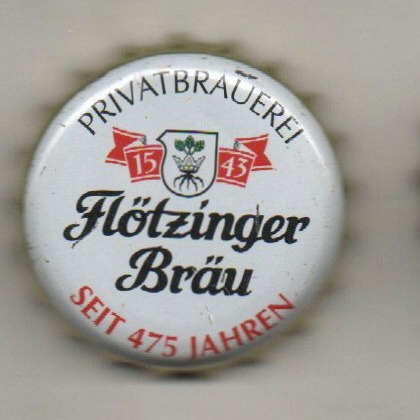 PRIVATBRAUEREI
15 43
Flötzinger
Bräu
SEIT 475 JAHREN